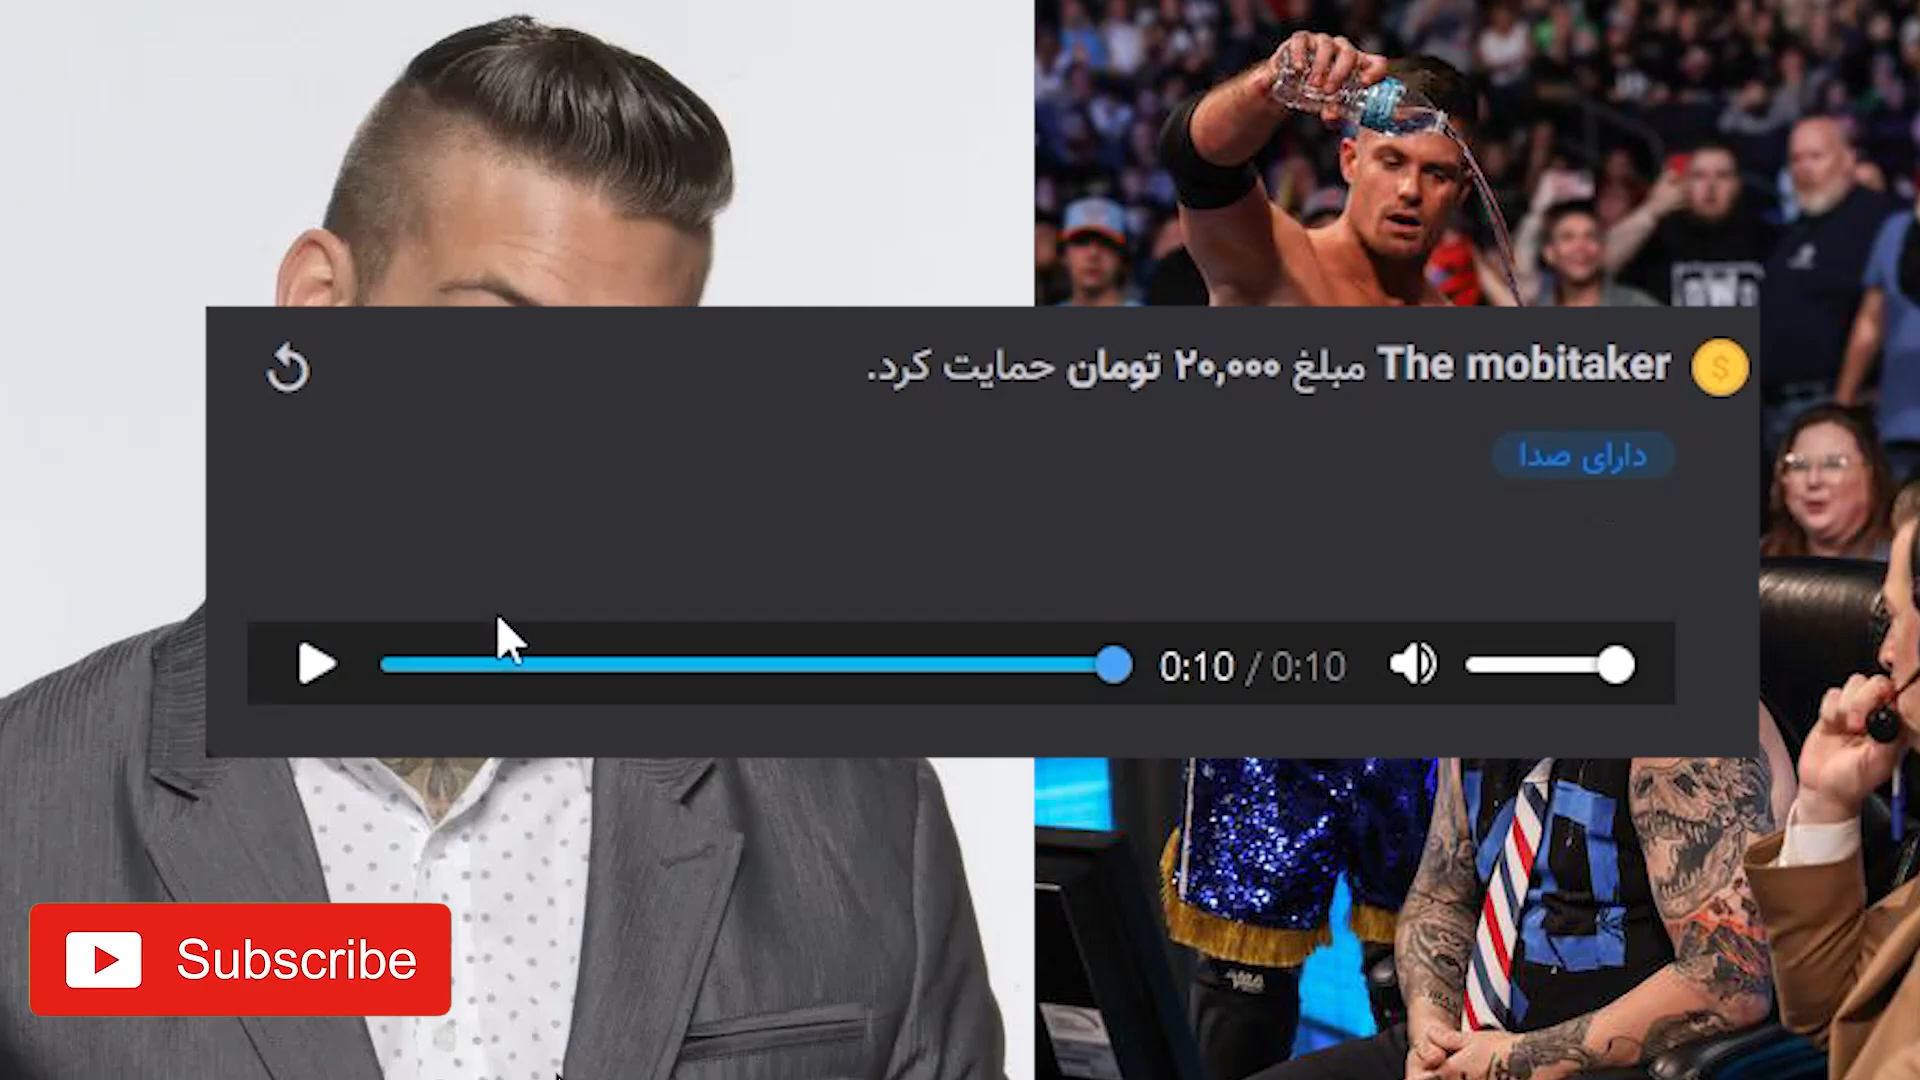 The mobitaker مبلغ ۲۰,۰۰۰ تومان حمایت کرد.
دارای صدا
0:10 / 0:10
Subscribe